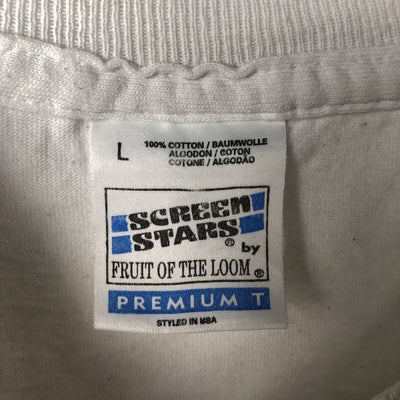 L
100% COTTON / BAUMWOLLE
ALGODON / COTON
COTONE / ALGODÃO
SCREEN
STARS®
by
FRUIT OF THE LOOM®
PREMIUM T
STYLED IN USA